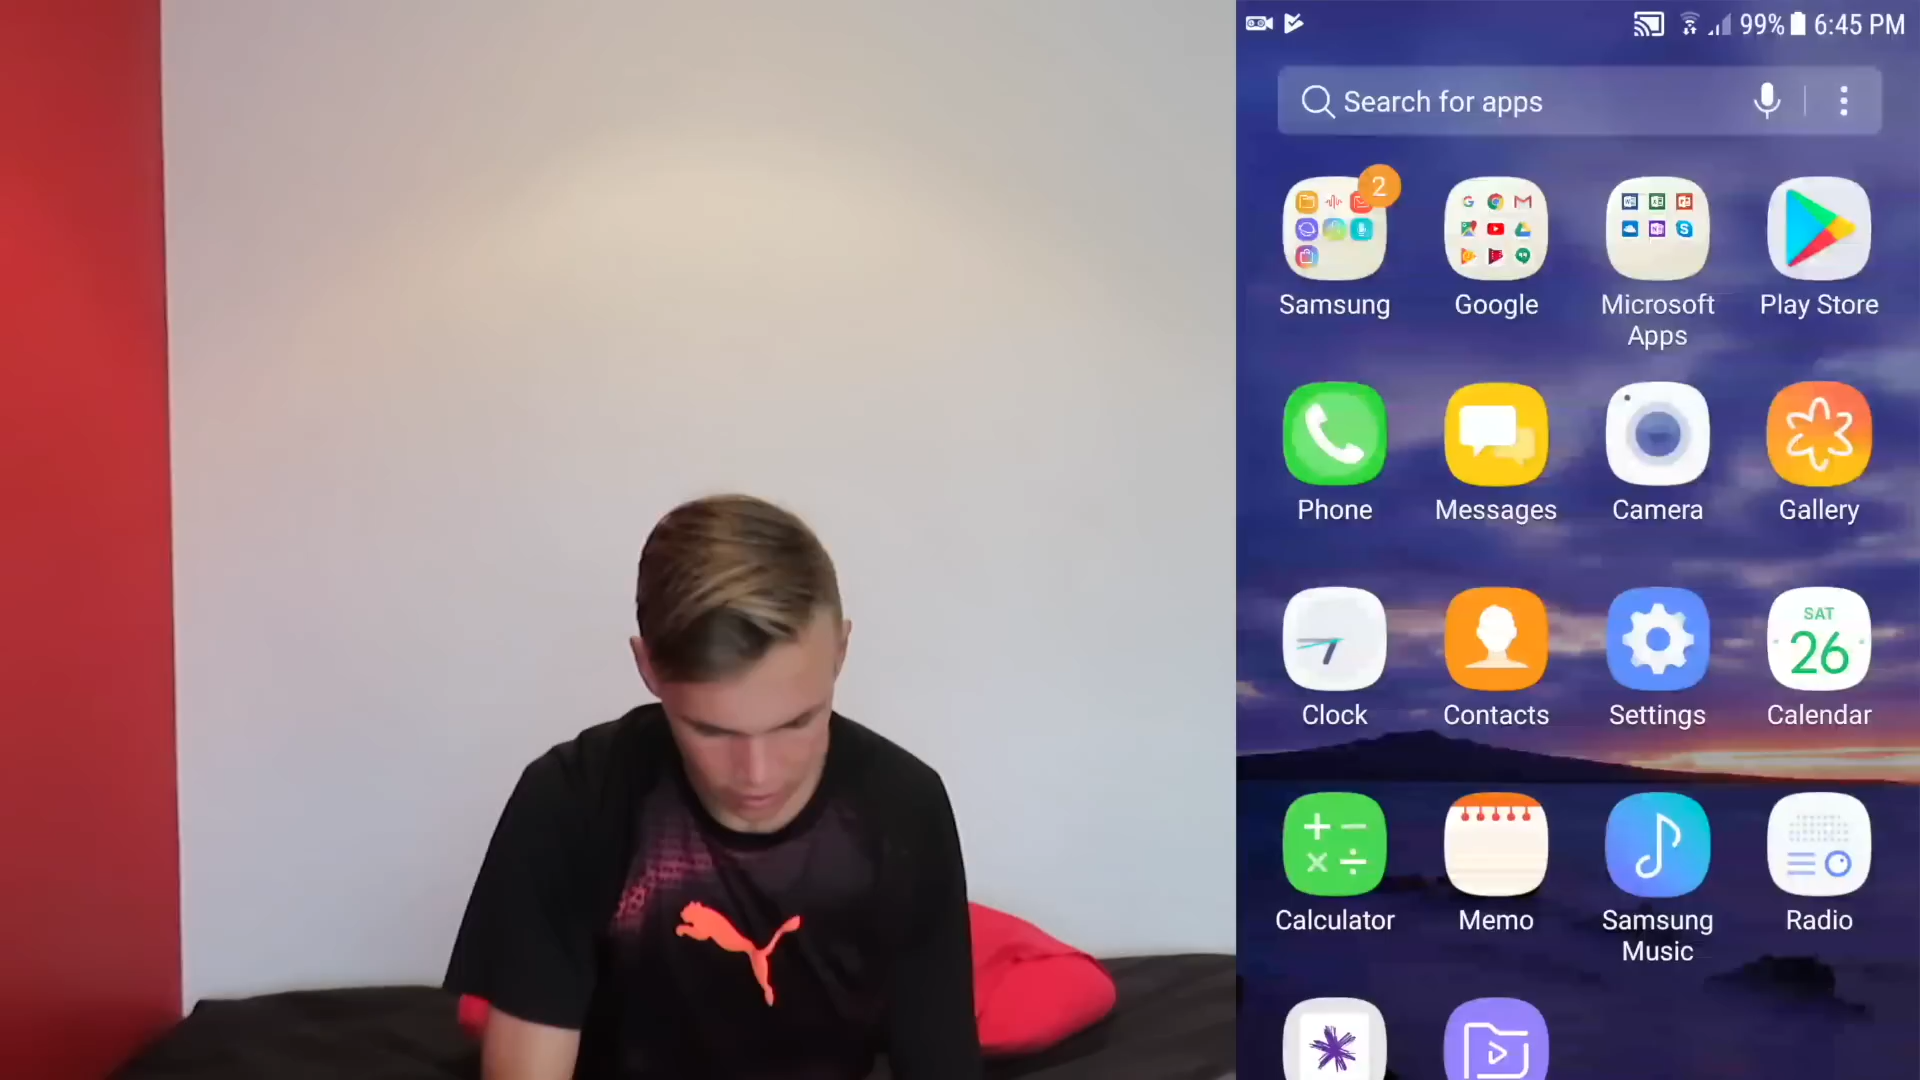 99% 6:45 PM
Search for apps
2
Samsung
Google
Microsoft
Apps
Play Store
Phone
Messages
Camera
Gallery
SAT
26
Clock
Contacts
Settings
Calendar
Calculator
Memo
Samsung
Music
Radio